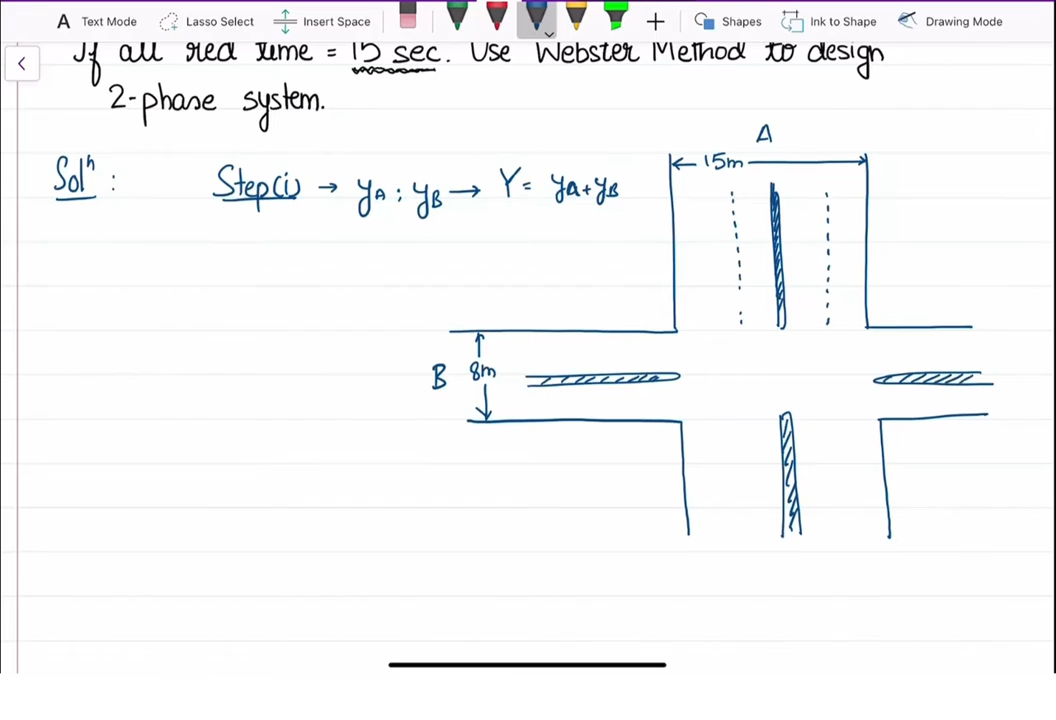 Text Mode Lasso Select Insert Space Shapes Ink to Shape Drawing Mode
If all red time = 15 sec. Use Webster Method to design
2-phase system.
Solⁿ : Step(i) → yA ; yB → Y = yA+yB
A
15m
B 8m